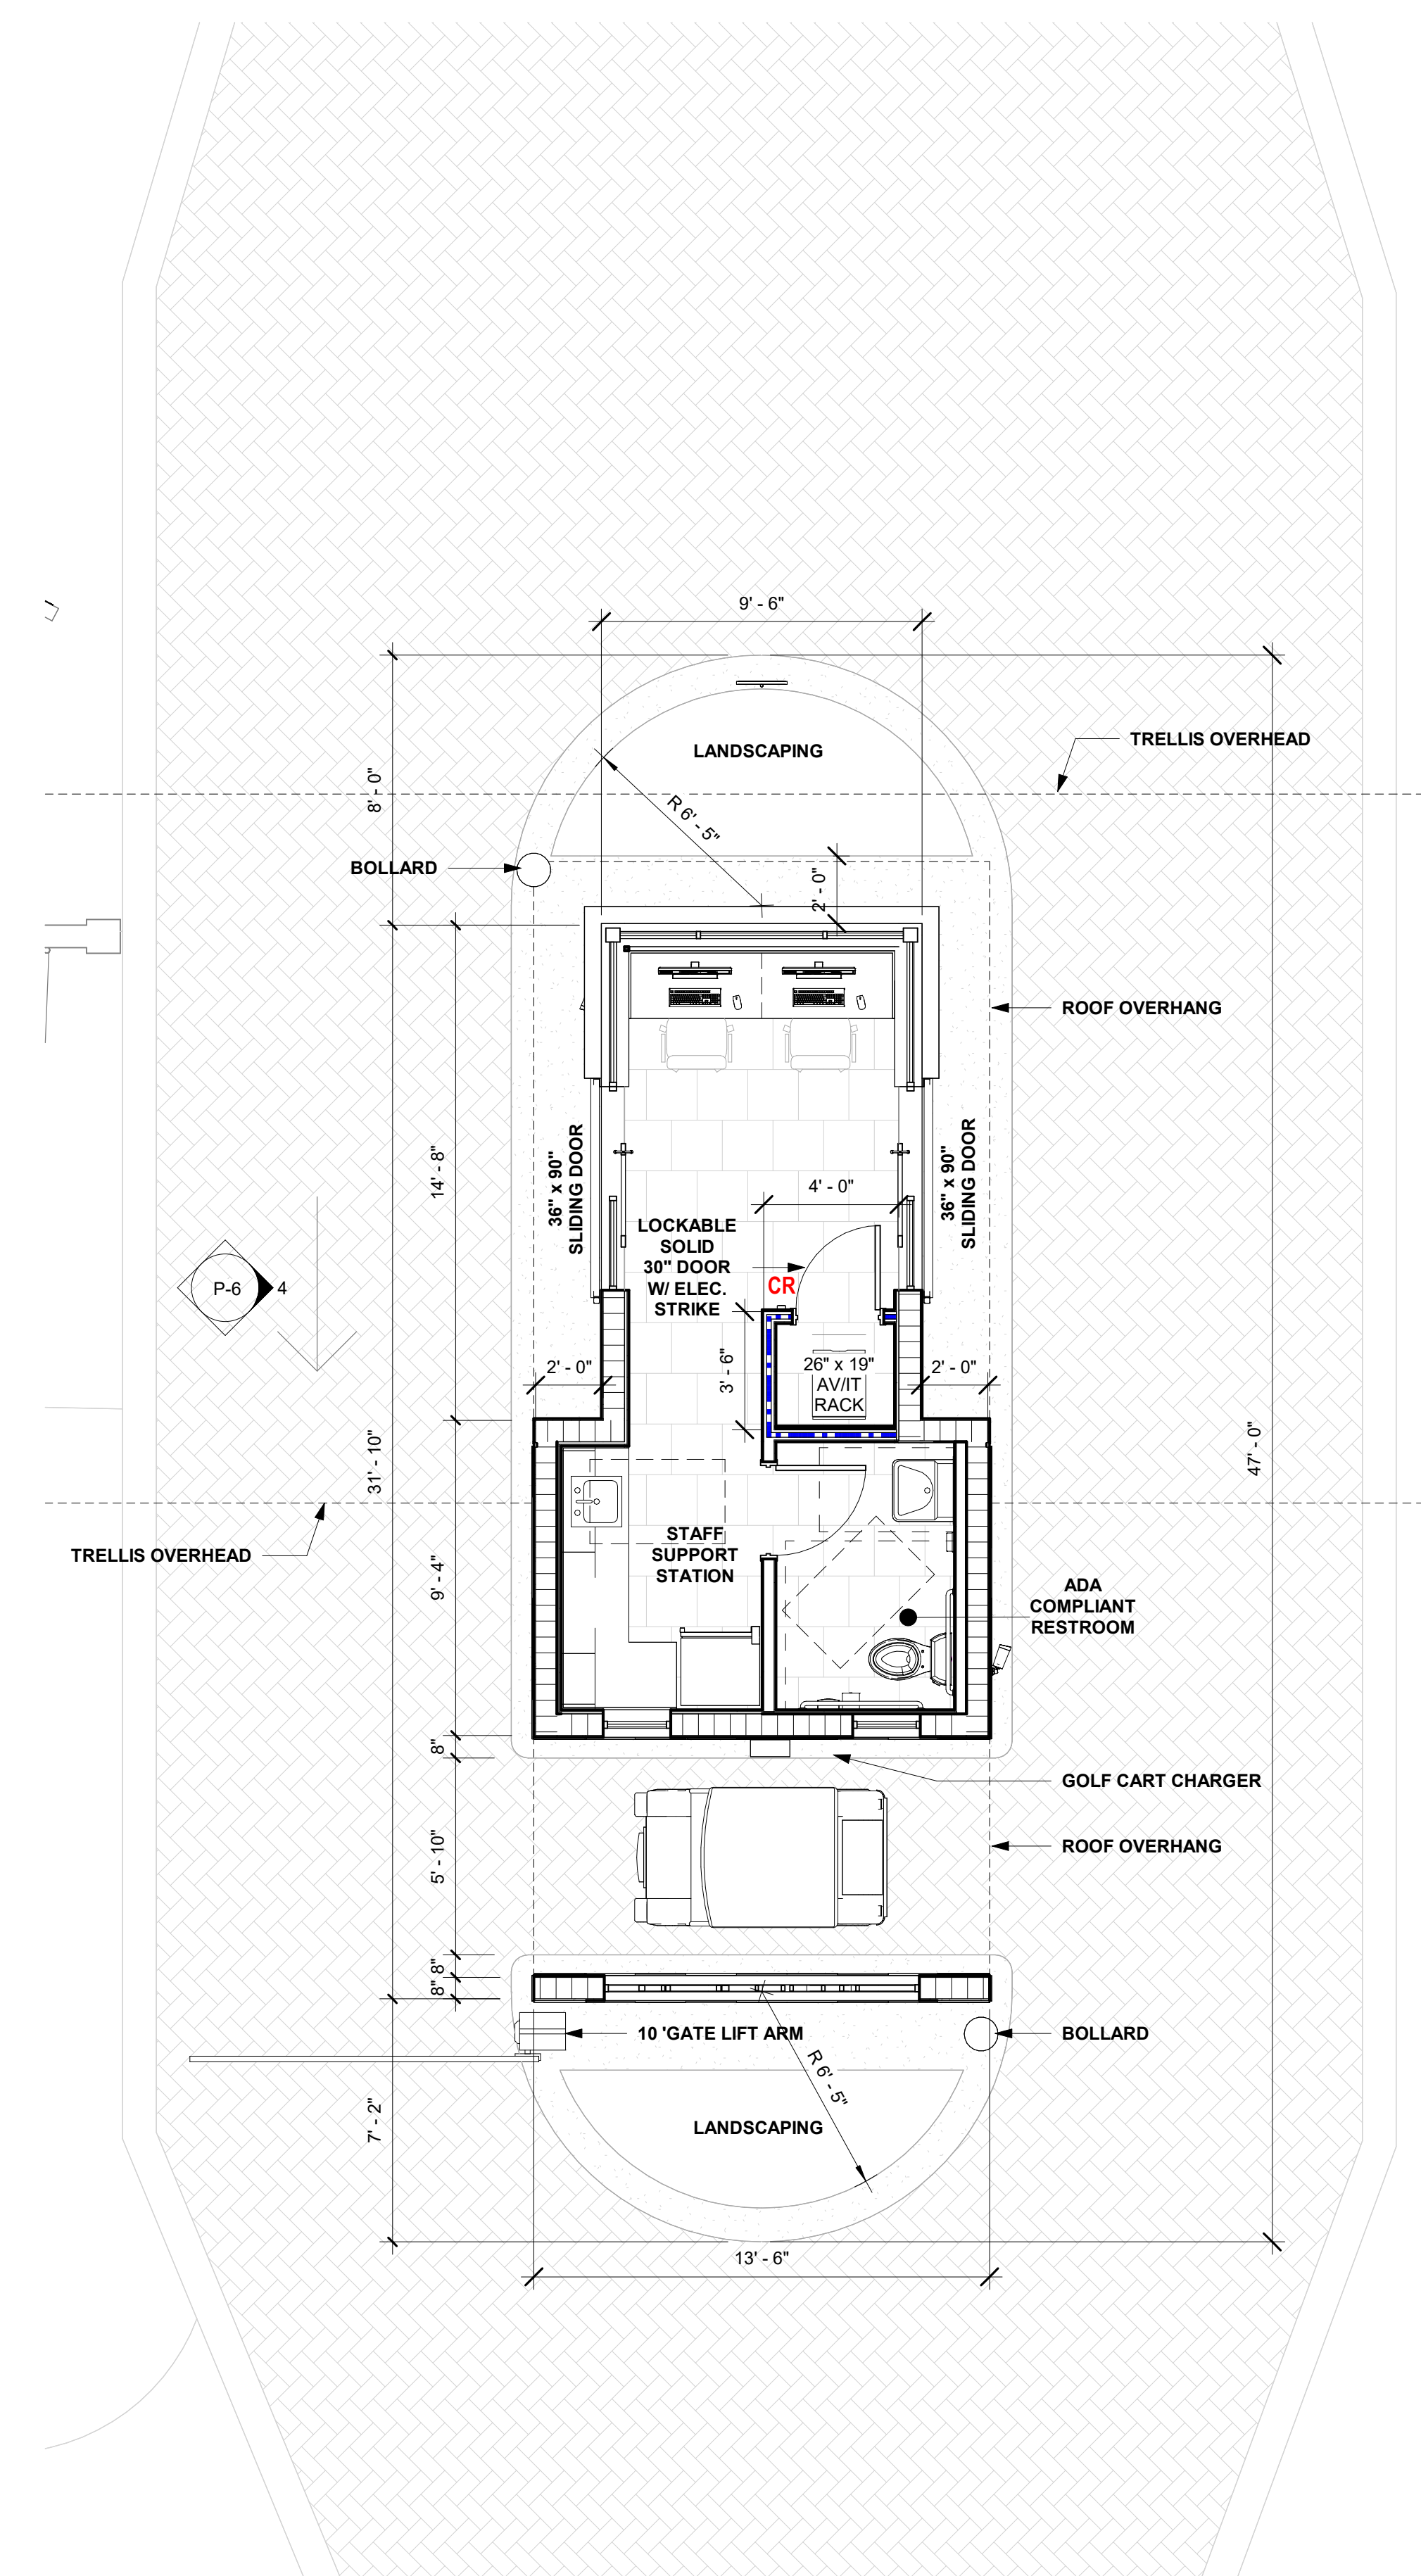 9' - 6"
LANDSCAPING
TRELLIS OVERHEAD
8' - 0"
R 6' - 5"
BOLLARD
2' - 0"
ROOF OVERHANG
14' - 8"
36" x 90"
SLIDING DOOR
36" x 90"
SLIDING DOOR
4' - 0"
LOCKABLE
SOLID
30" DOOR
W/ ELEC.
STRIKE
CR
P-6
4
3' - 6"
2' - 0"
26" x 19"
AV/IT
RACK
2' - 0"
31' - 10"
47' - 0"
TRELLIS OVERHEAD
STAFF
SUPPORT
STATION
9' - 4"
ADA
COMPLIANT
RESTROOM
8"
GOLF CART CHARGER
5' - 10"
ROOF OVERHANG
8"
8"
10 'GATE LIFT ARM
BOLLARD
R 6' - 5"
7' - 2"
LANDSCAPING
13' - 6"